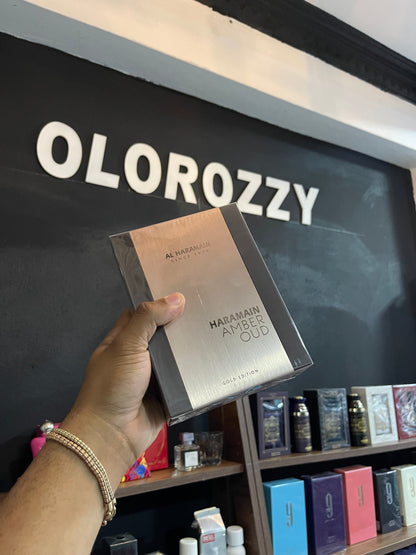 OLOROZZY
AL HARAMAIN
SINCE 1970
HARAMAIN
AMBER
OUD
GOLD EDITION